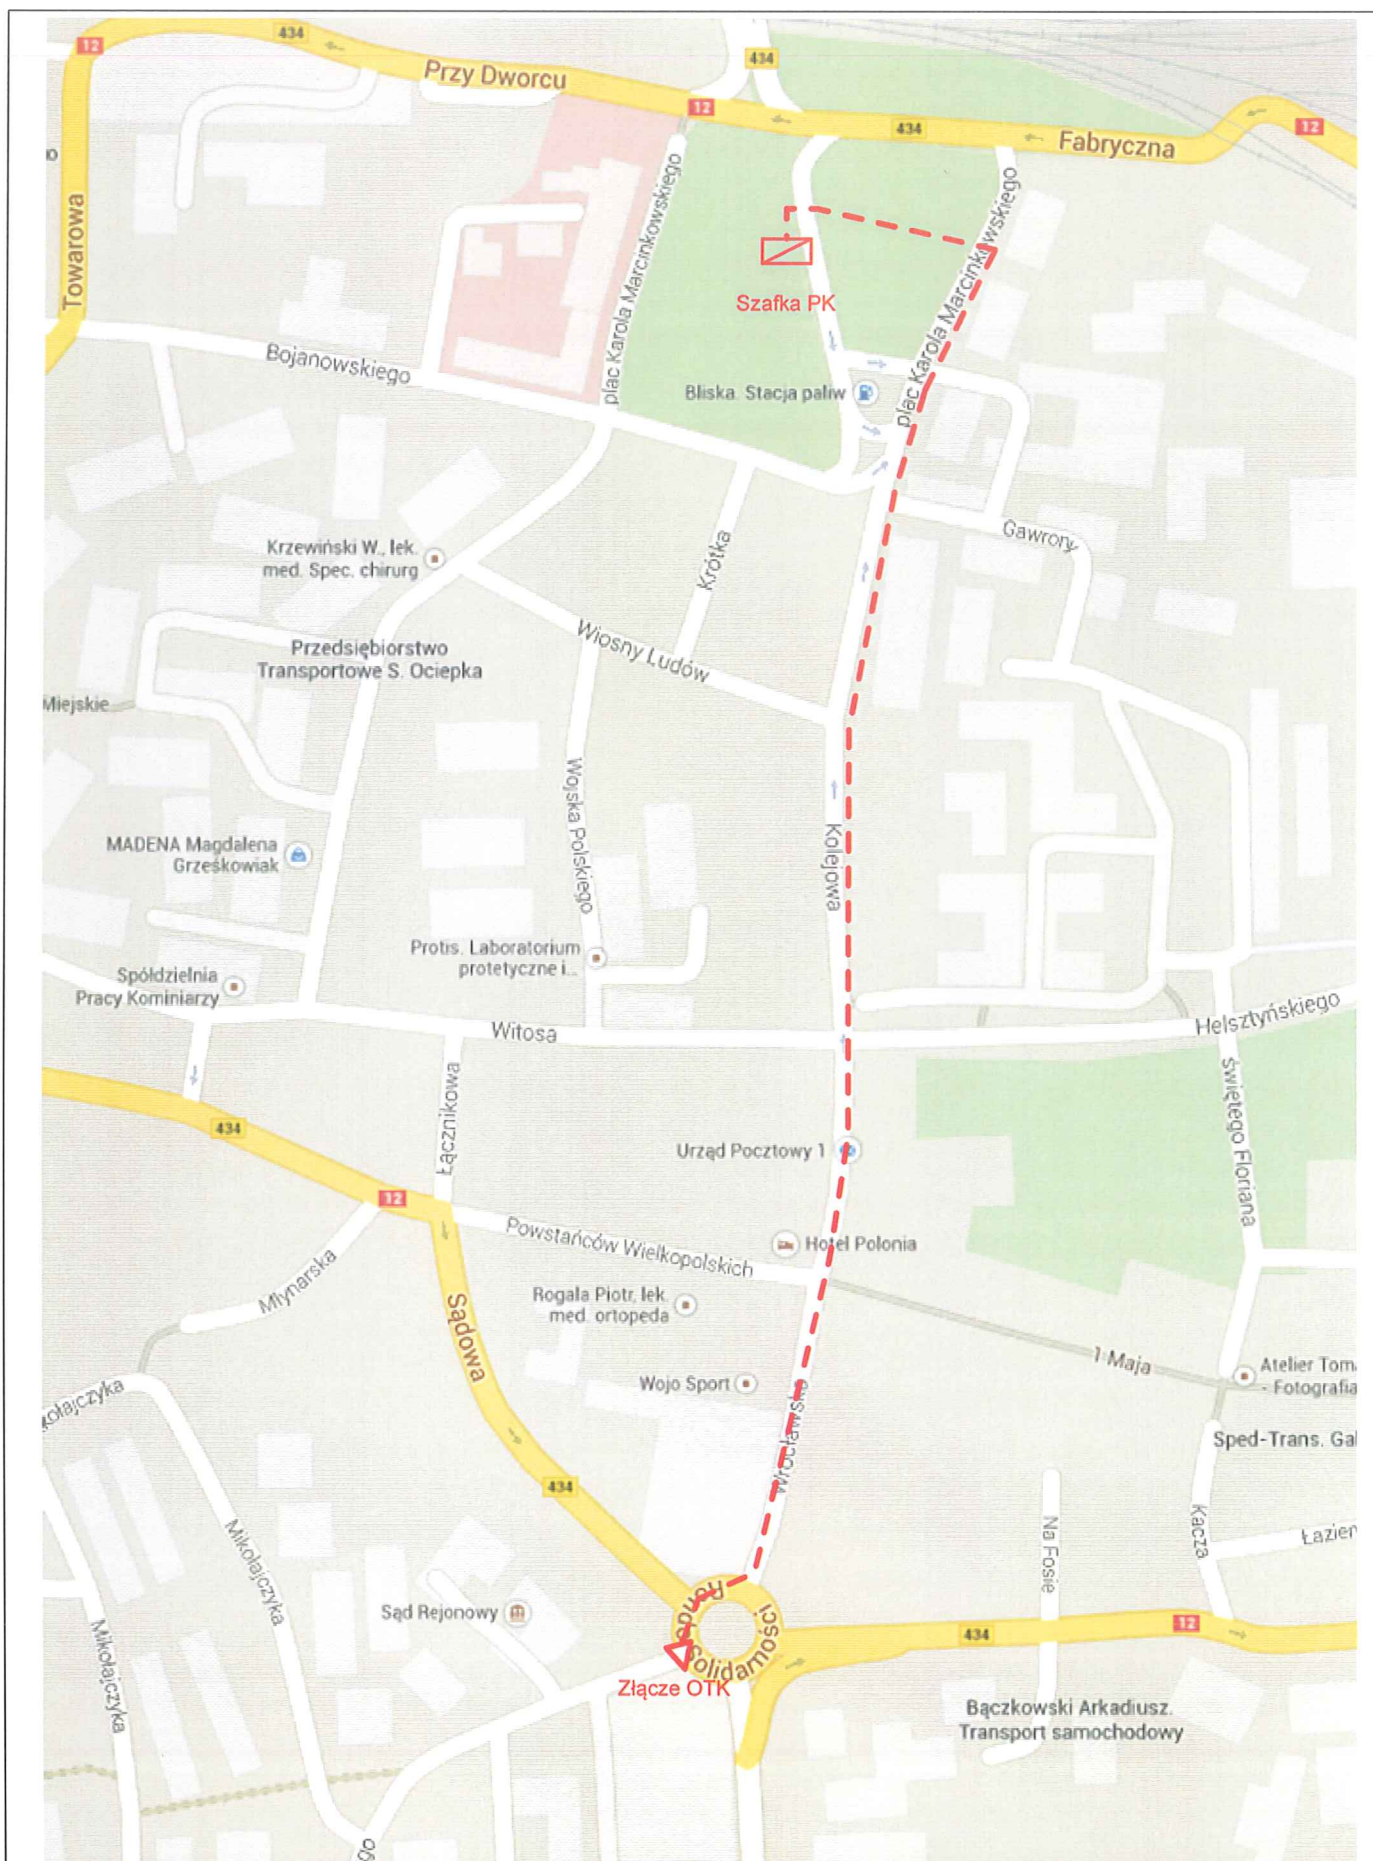 434
12
434
Przy Dworcu
12
434
12
Fabryczna
Towarowa
plac Karola Marcinkowskiego
plac Karola Marcinkowskiego
Szafka PK
Bojanowskiego
Bliska. Stacja paliw
Gawrony
Krótka
Krzewiński W., lek.
med. Spec. chirurg
Wiosny Ludów
Przedsiębiorstwo
Transportowe S. Ociepka
Miejskie
Wojska Polskiego
Kolejowa
MADENA Magdalena
Grześkowiak
Protis. Laboratorium
protetyczne i...
Spółdzielnia
Pracy Kominiarzy
Witosa
Helsztyńskiego
Łącznikowa
434
świętego Floriana
Urząd Pocztowy 1
12
Powstańców Wielkopolskich
Hotel Polonia
Młynarska
Rogala Piotr, lek.
med. ortopeda
Sądowa
1 Maja
Wojo Sport
Atelier Tom
- Fotografia
kołajczyka
Wrocławska
Sped-Trans. Gal
434
Mikołajczyka
Na Fosie
Kacza
Łazien
Sąd Rejonowy
Rondo
Solidarności
434
12
Mikołajczyka
Złącze OTK
Bączkowski Arkadiusz.
Transport samochodowy